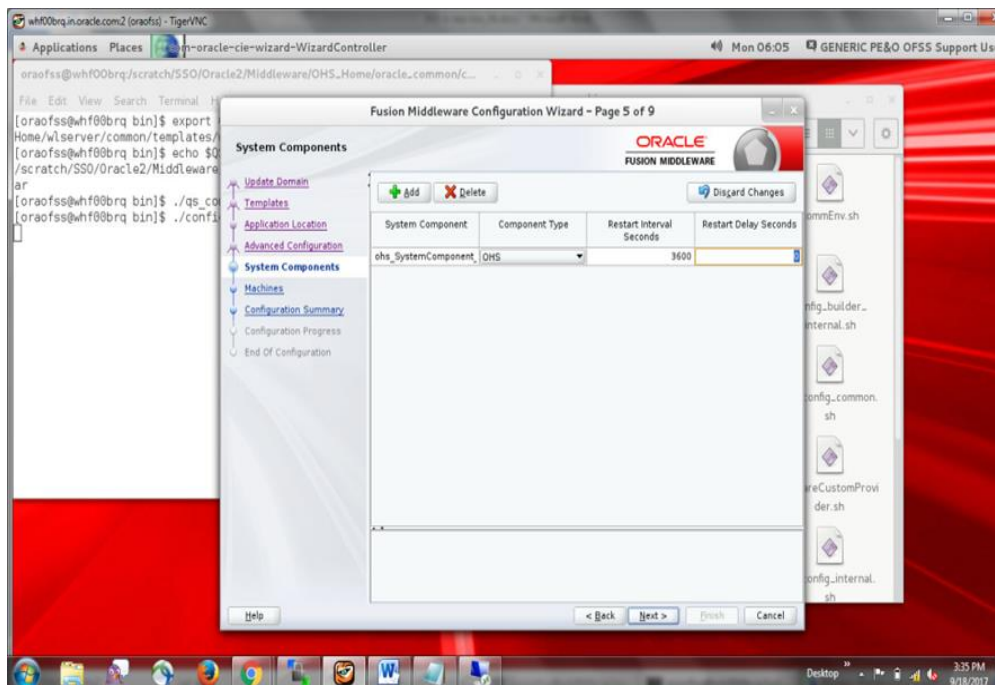 whf00brq.in.oracle.com:2 (oraofss) - TigerVNC
Applications Places m-oracle-cie-wizard-WizardController Mon 06:05 GENERIC PE&O OFSS Support Us
oraofss@whf00brq:/scratch/SSO/Oracle2/Middleware/OHS_Home/oracle_common/c...
File Edit View Search Terminal H
[oraofss@whf00brq bin]$ export
Home/wlserver/common/templates/
[oraofss@whf00brq bin]$ echo $Q
/scratch/SSO/Oracle2/Middleware
ar
[oraofss@whf00brq bin]$ ./qs_co
[oraofss@whf00brq bin]$ ./confi
Fusion Middleware Configuration Wizard - Page 5 of 9
System Components
ORACLE
FUSION MIDDLEWARE
Update Domain
Templates
Application Location
Advanced Configuration
System Components
Machines
Configuration Summary
Configuration Progress
End Of Configuration
Add Delete Discard Changes
System Component Component Type Restart Interval Seconds Restart Delay Seconds
ohs_SystemComponent_ OHS 3600 0
Help < Back Next > Finish Cancel
ommEnv.sh
nfig_builder_
internal.sh
config_common.
sh
areCustomProvi
der.sh
config_internal.
sh
Desktop 3:35 PM
9/18/2017